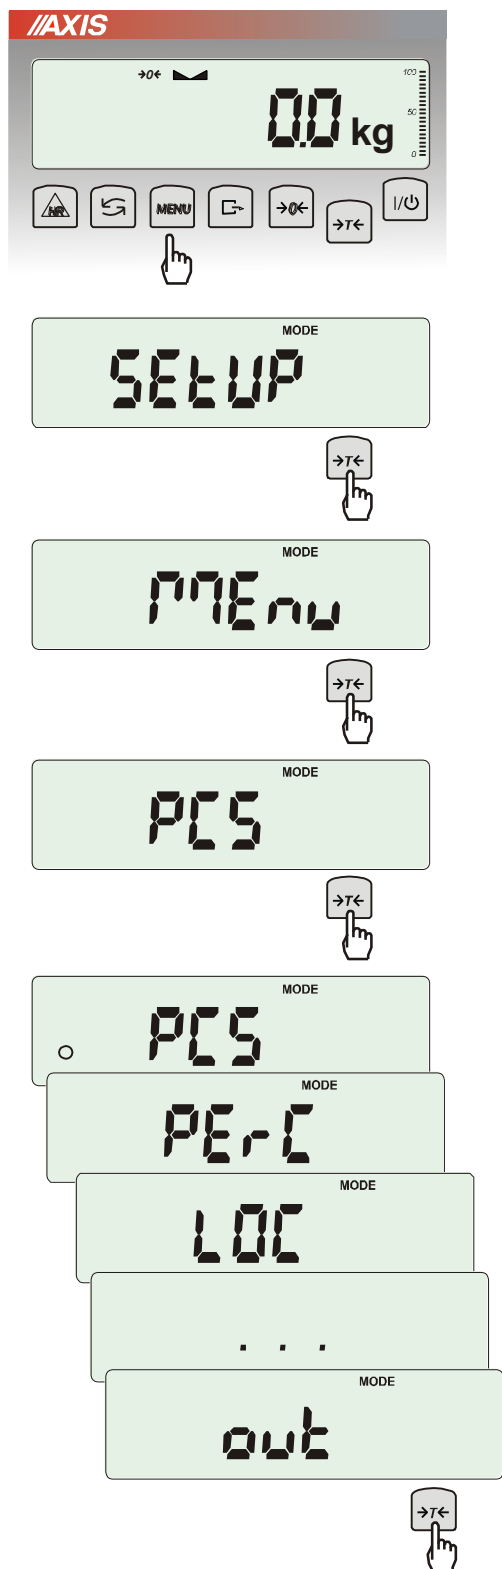 AXIS
→0← 100
0.0 kg 50
0
HR MENU →0← →T← I/
MODE
SEtUP
→T←
MODE
MEnu
→T←
MODE
PCS
→T←
MODE
PCS
MODE
PErC
MODE
LOC
. . .
MODE
out
→T←